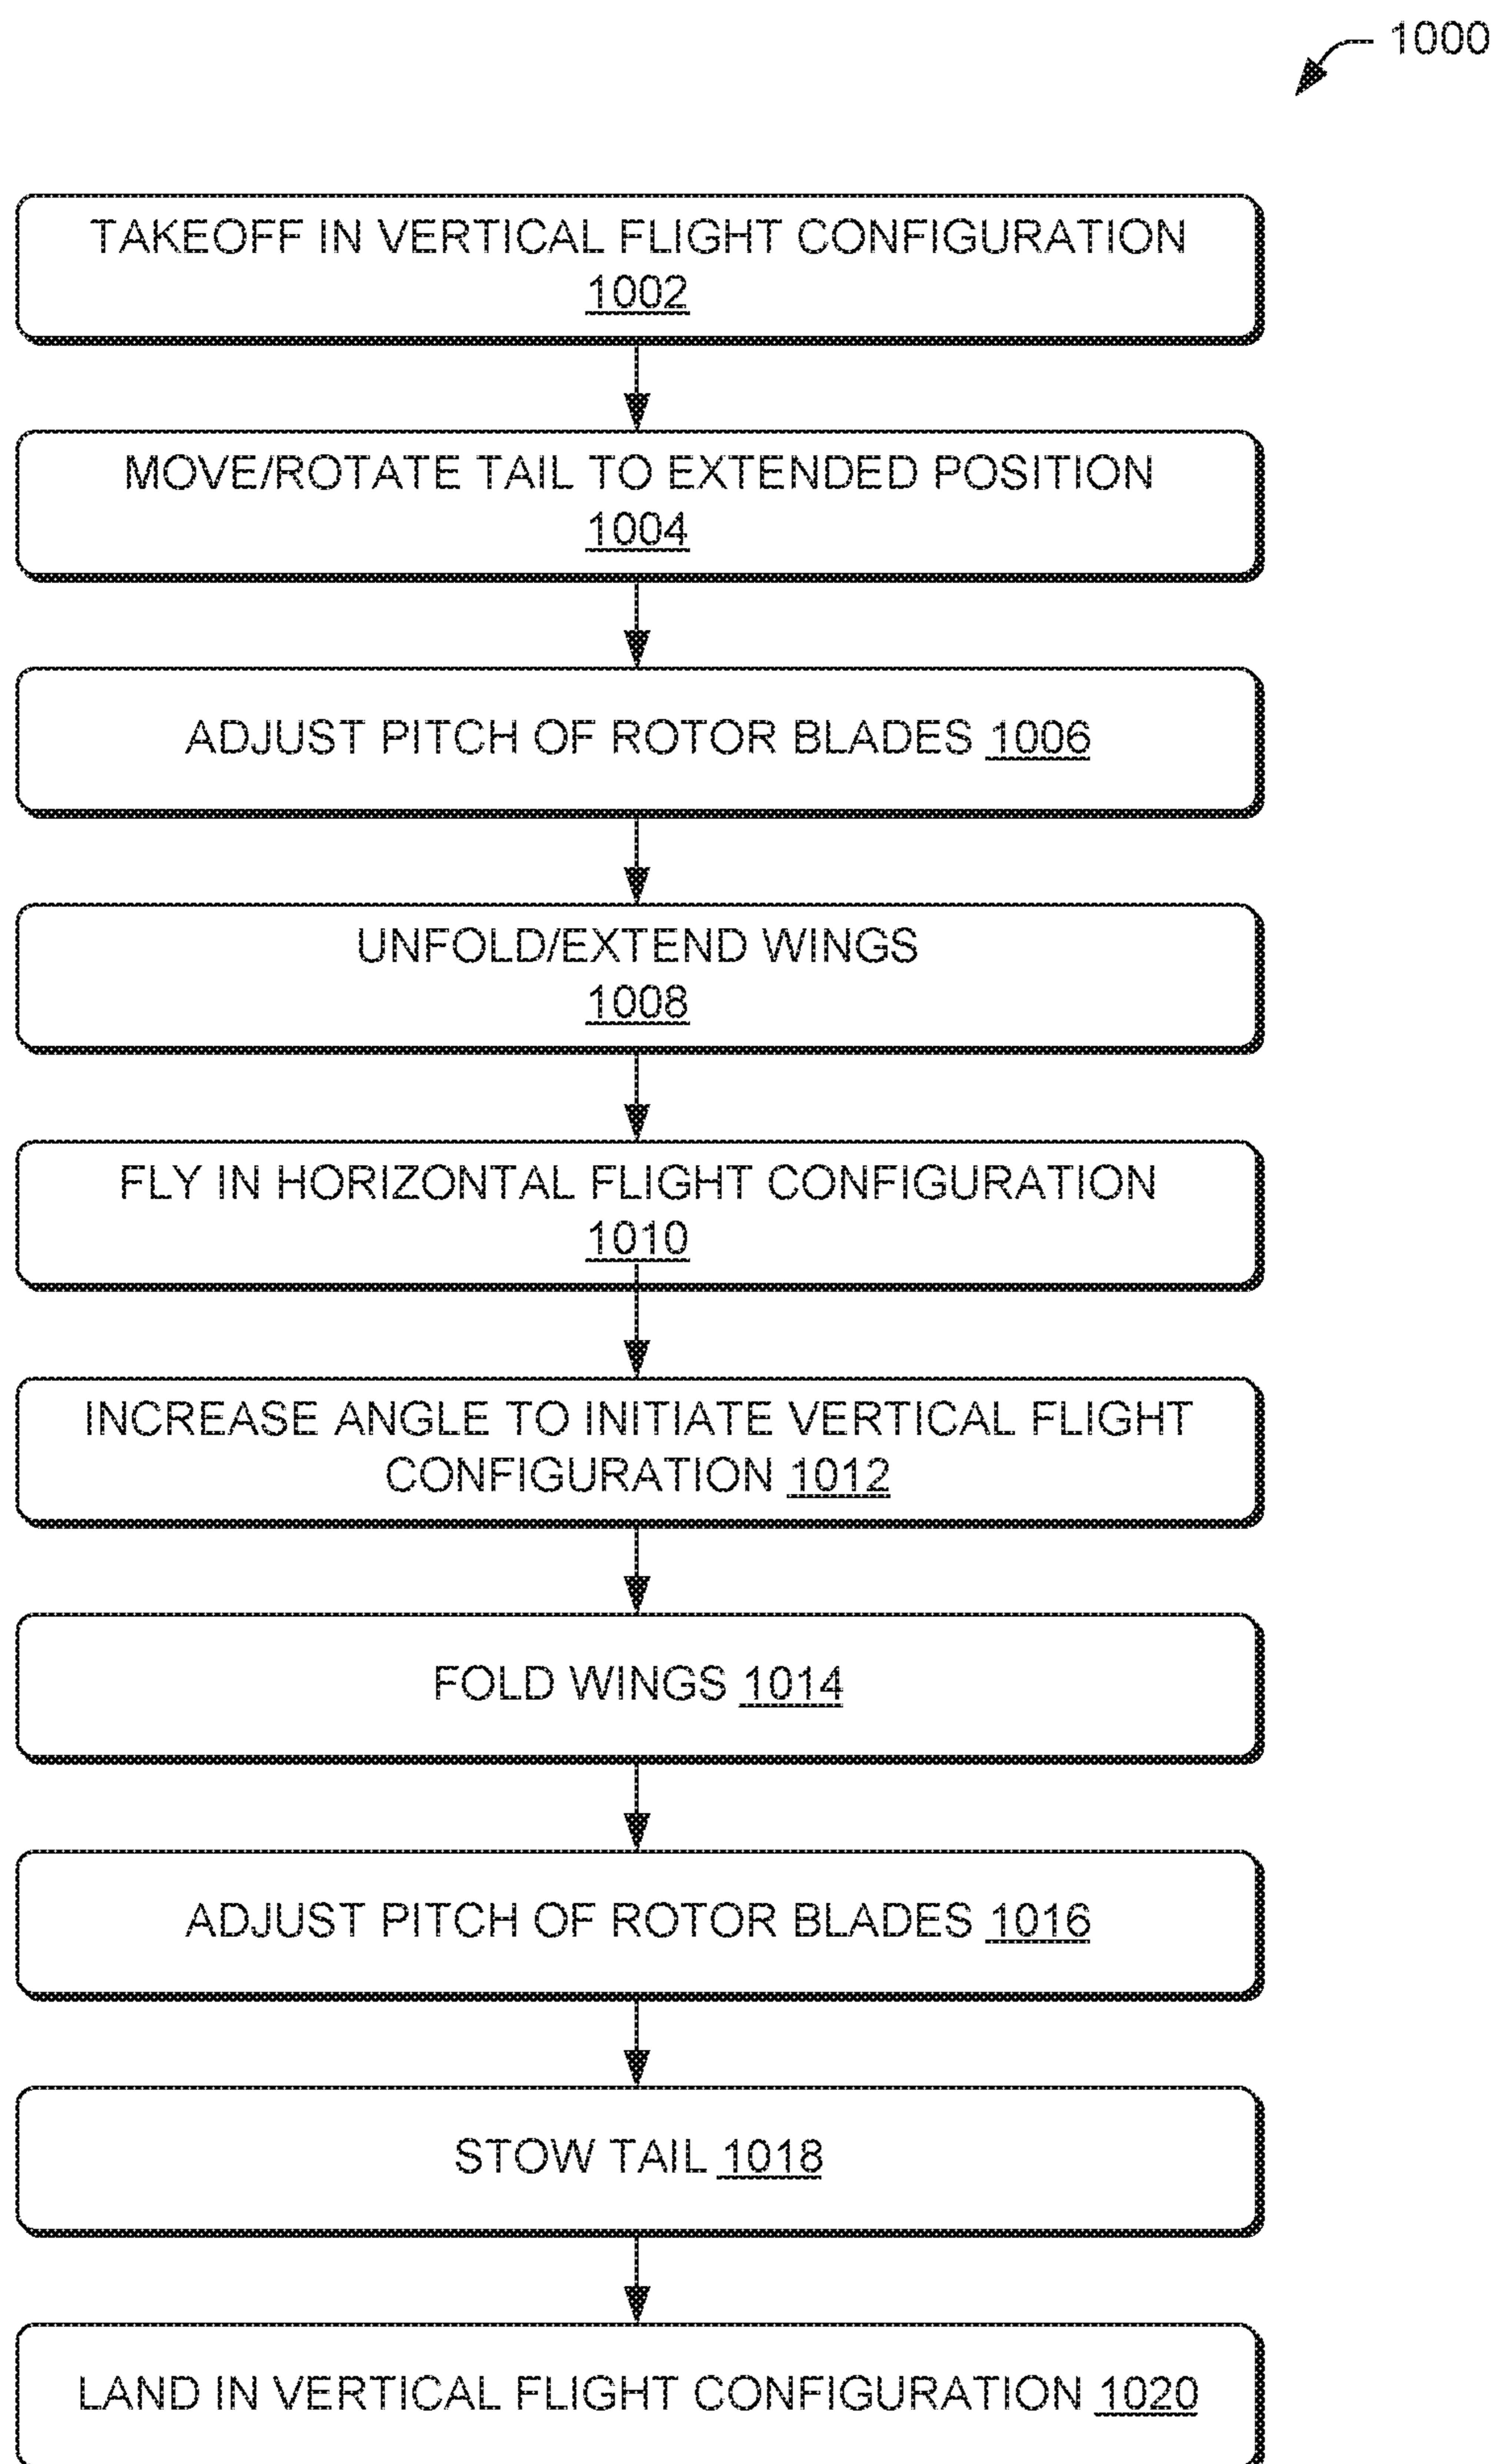 1000
TAKEOFF IN VERTICAL FLIGHT CONFIGURATION
1002
MOVE/ROTATE TAIL TO EXTENDED POSITION
1004
ADJUST PITCH OF ROTOR BLADES 1006
UNFOLD/EXTEND WINGS
1008
FLY IN HORIZONTAL FLIGHT CONFIGURATION
1010
INCREASE ANGLE TO INITIATE VERTICAL FLIGHT
CONFIGURATION 1012
FOLD WINGS 1014
ADJUST PITCH OF ROTOR BLADES 1016
STOW TAIL 1018
LAND IN VERTICAL FLIGHT CONFIGURATION 1020